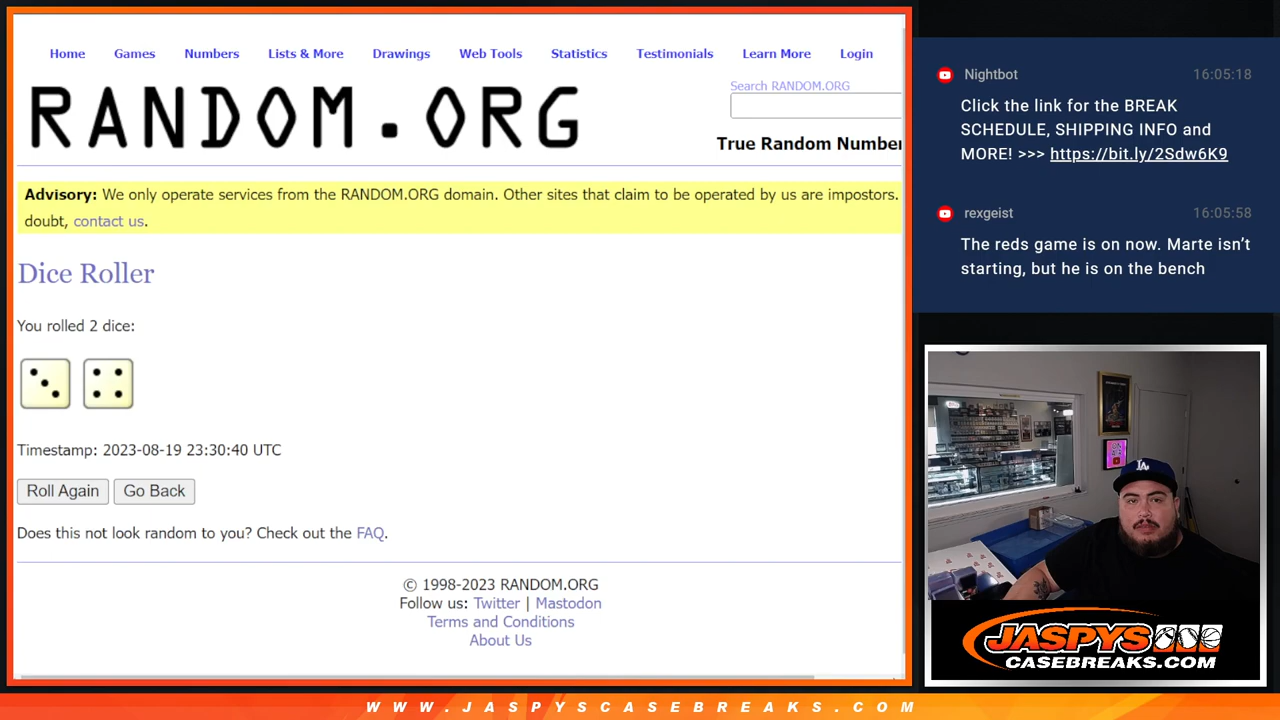 Home Games Numbers Lists & More Drawings Web Tools Statistics Testimonials Learn More Login
RANDOM.ORG
Search RANDOM.ORG
True Random Number
Advisory: We only operate services from the RANDOM.ORG domain. Other sites that claim to be operated by us are impostors.
doubt, contact us.
Dice Roller
You rolled 2 dice:
Timestamp: 2023-08-19 23:30:40 UTC
Roll Again Go Back
Does this not look random to you? Check out the FAQ.
© 1998-2023 RANDOM.ORG
Follow us: Twitter | Mastodon
Terms and Conditions
About Us
Nightbot 16:05:18
Click the link for the BREAK
SCHEDULE, SHIPPING INFO and
MORE! >>> https://bit.ly/2Sdw6K9
rexgeist 16:05:58
The reds game is on now. Marte isn’t
starting, but he is on the bench
LA
JASPYS
CASEBREAKS.COM
WWW.JASPYSCASEBREAKS.COM